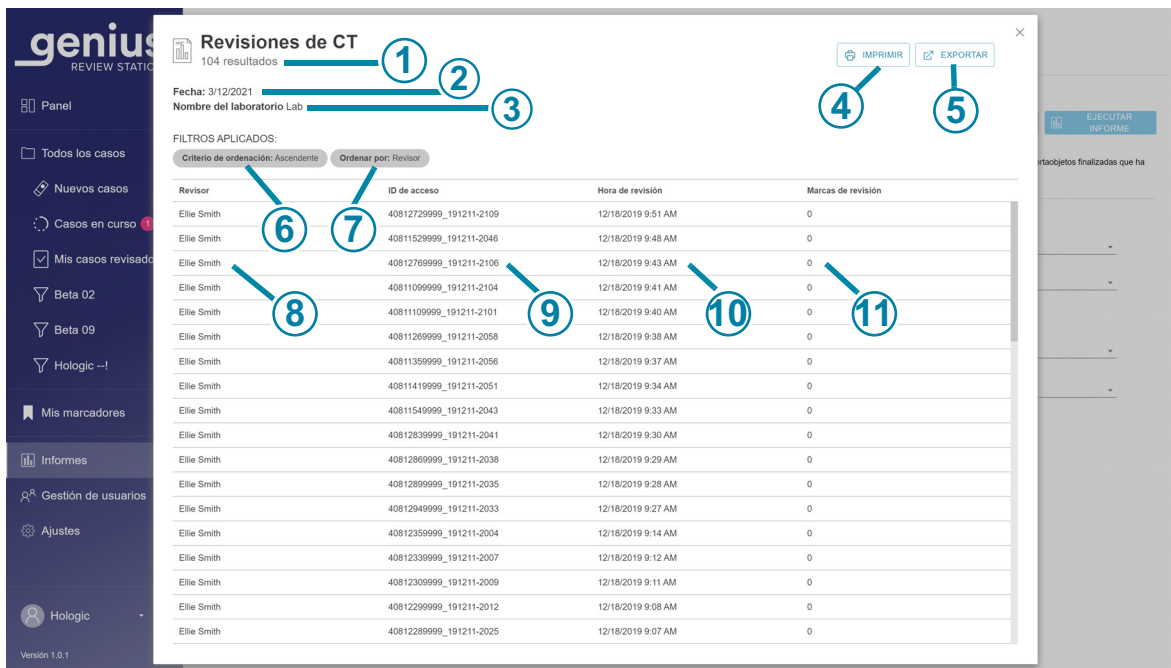 genius
REVIEW STATIC
Panel
Todos los casos
Nuevos casos
Casos en curso 1
Mis casos revisado
Beta 02
Beta 09
Hologic --!
Mis marcadores
Informes
Gestión de usuarios
Ajustes
Hologic
Versión 1.0.1
Revisiones de CT
104 resultados
1
Fecha: 3/12/2021
2
Nombre del laboratorio Lab
3
IMPRIMIR
EXPORTAR
4
5
FILTROS APLICADOS:
Criterio de ordenación: Ascendente
Ordenar por: Revisor
6
7
Revisor ID de acceso Hora de revisión Marcas de revisión
Ellie Smith 40812729999_191211-2109 12/18/2019 9:51 AM 0
Ellie Smith 40811529999_191211-2046 12/18/2019 9:48 AM 0
Ellie Smith 40812769999_191211-2106 12/18/2019 9:43 AM 0
Ellie Smith 40811099999_191211-2104 12/18/2019 9:41 AM 0
8
9
10
11
Ellie Smith 40811109999_191211-2101 12/18/2019 9:40 AM 0
Ellie Smith 40811269999_191211-2058 12/18/2019 9:38 AM 0
Ellie Smith 40811359999_191211-2056 12/18/2019 9:37 AM 0
Ellie Smith 40811419999_191211-2051 12/18/2019 9:34 AM 0
Ellie Smith 40811549999_191211-2043 12/18/2019 9:33 AM 0
Ellie Smith 40812839999_191211-2041 12/18/2019 9:30 AM 0
Ellie Smith 40812869999_191211-2038 12/18/2019 9:29 AM 0
Ellie Smith 40812899999_191211-2035 12/18/2019 9:28 AM 0
Ellie Smith 40812949999_191211-2033 12/18/2019 9:27 AM 0
Ellie Smith 40812359999_191211-2004 12/18/2019 9:14 AM 0
Ellie Smith 40812339999_191211-2007 12/18/2019 9:12 AM 0
Ellie Smith 40812309999_191211-2009 12/18/2019 9:11 AM 0
Ellie Smith 40812299999_191211-2012 12/18/2019 9:08 AM 0
Ellie Smith 40812289999_191211-2025 12/18/2019 9:07 AM 0
EJECUTAR
INFORME
rtaobjetos finalizadas que ha